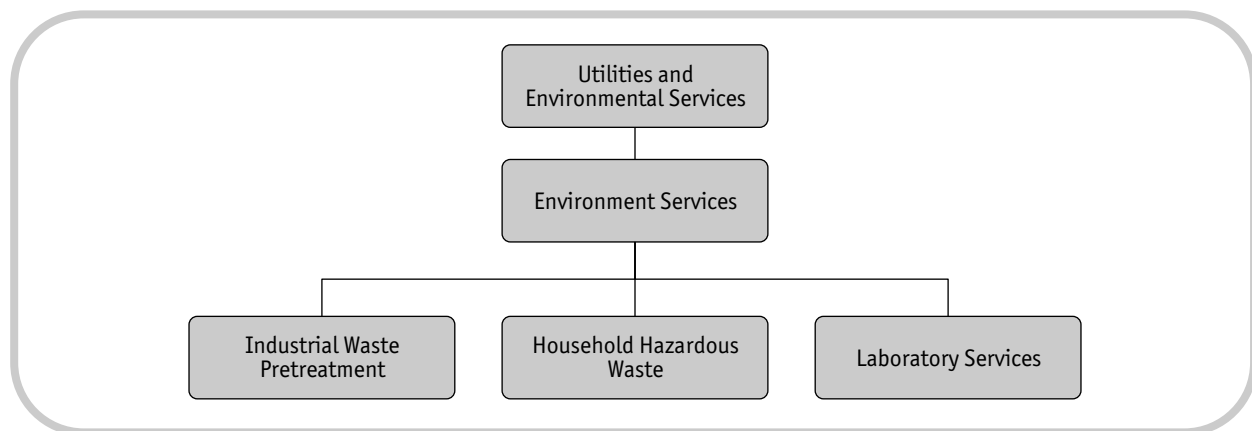 Utilities and
Environmental Services
Environment Services
Industrial Waste
Pretreatment
Household Hazardous
Waste
Laboratory Services